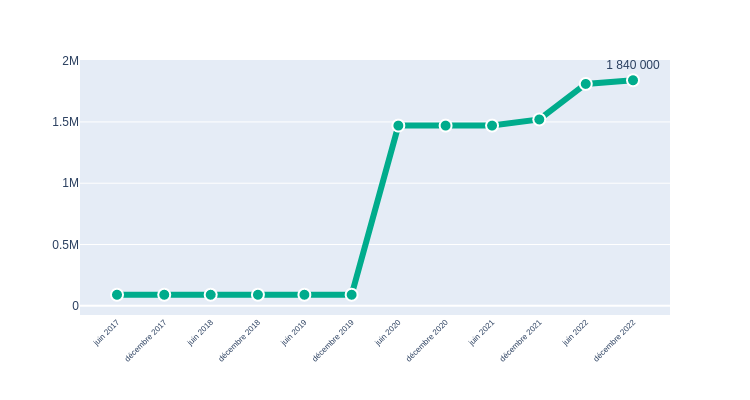 2M
1 840 000
1.5M
1M
0.5M
0
juin 2017
décembre 2017
juin 2018
décembre 2018
juin 2019
décembre 2019
juin 2020
décembre 2020
juin 2021
décembre 2021
juin 2022
décembre 2022